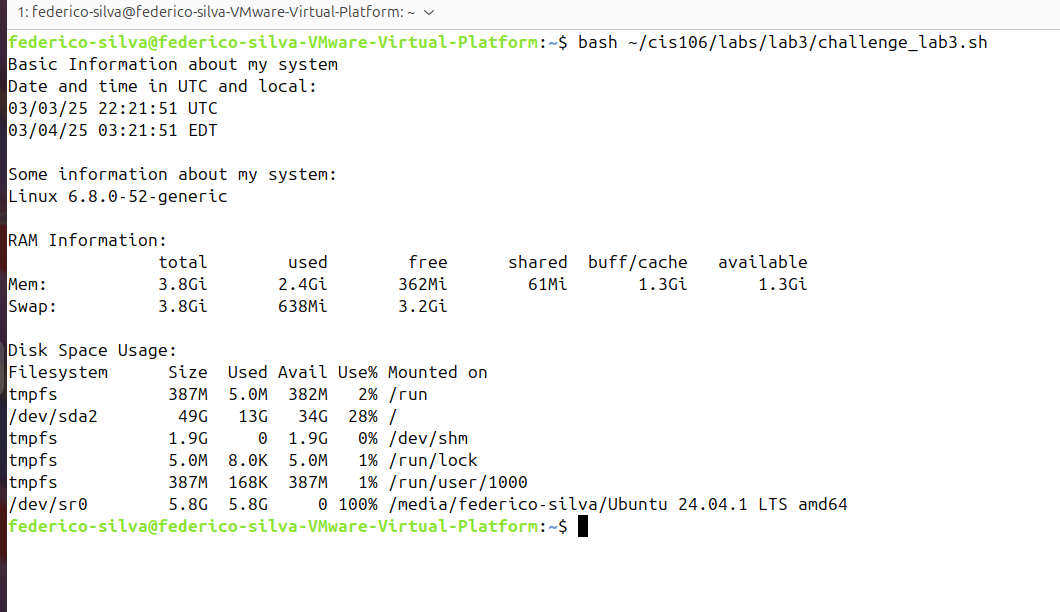 1: federico-silva@federico-silva-VMware-Virtual-Platform: ~
federico-silva@federico-silva-VMware-Virtual-Platform:~$ bash ~/cis106/labs/lab3/challenge_lab3.sh
Basic Information about my system
Date and time in UTC and local:
03/03/25 22:21:51 UTC
03/04/25 03:21:51 EDT
Some information about my system:
Linux 6.8.0-52-generic
RAM Information:
total used free shared buff/cache available
Mem: 3.8Gi 2.4Gi 362Mi 61Mi 1.3Gi 1.3Gi
Swap: 3.8Gi 638Mi 3.2Gi
Disk Space Usage:
Filesystem Size Used Avail Use% Mounted on
tmpfs 387M 5.0M 382M 2% /run
/dev/sda2 49G 13G 34G 28% /
tmpfs 1.9G 0 1.9G 0% /dev/shm
tmpfs 5.0M 8.0K 5.0M 1% /run/lock
tmpfs 387M 168K 387M 1% /run/user/1000
/dev/sr0 5.8G 5.8G 0 100% /media/federico-silva/Ubuntu 24.04.1 LTS amd64
federico-silva@federico-silva-VMware-Virtual-Platform:~$